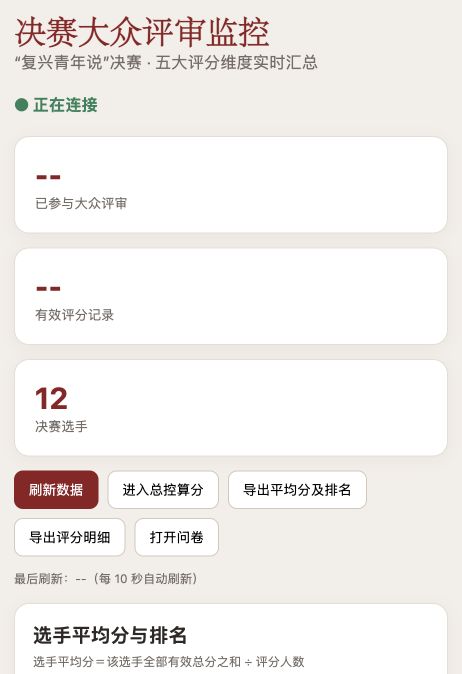 决赛大众评审监控
“复兴青年说”决赛 · 五大评分维度实时汇总
正在连接
--
已参与大众评审
--
有效评分记录
12
决赛选手
刷新数据
进入总控算分
导出平均分及排名
导出评分明细
打开问卷
最后刷新：--（每 10 秒自动刷新）
选手平均分与排名
选手平均分＝该选手全部有效总分之和 ÷ 评分人数